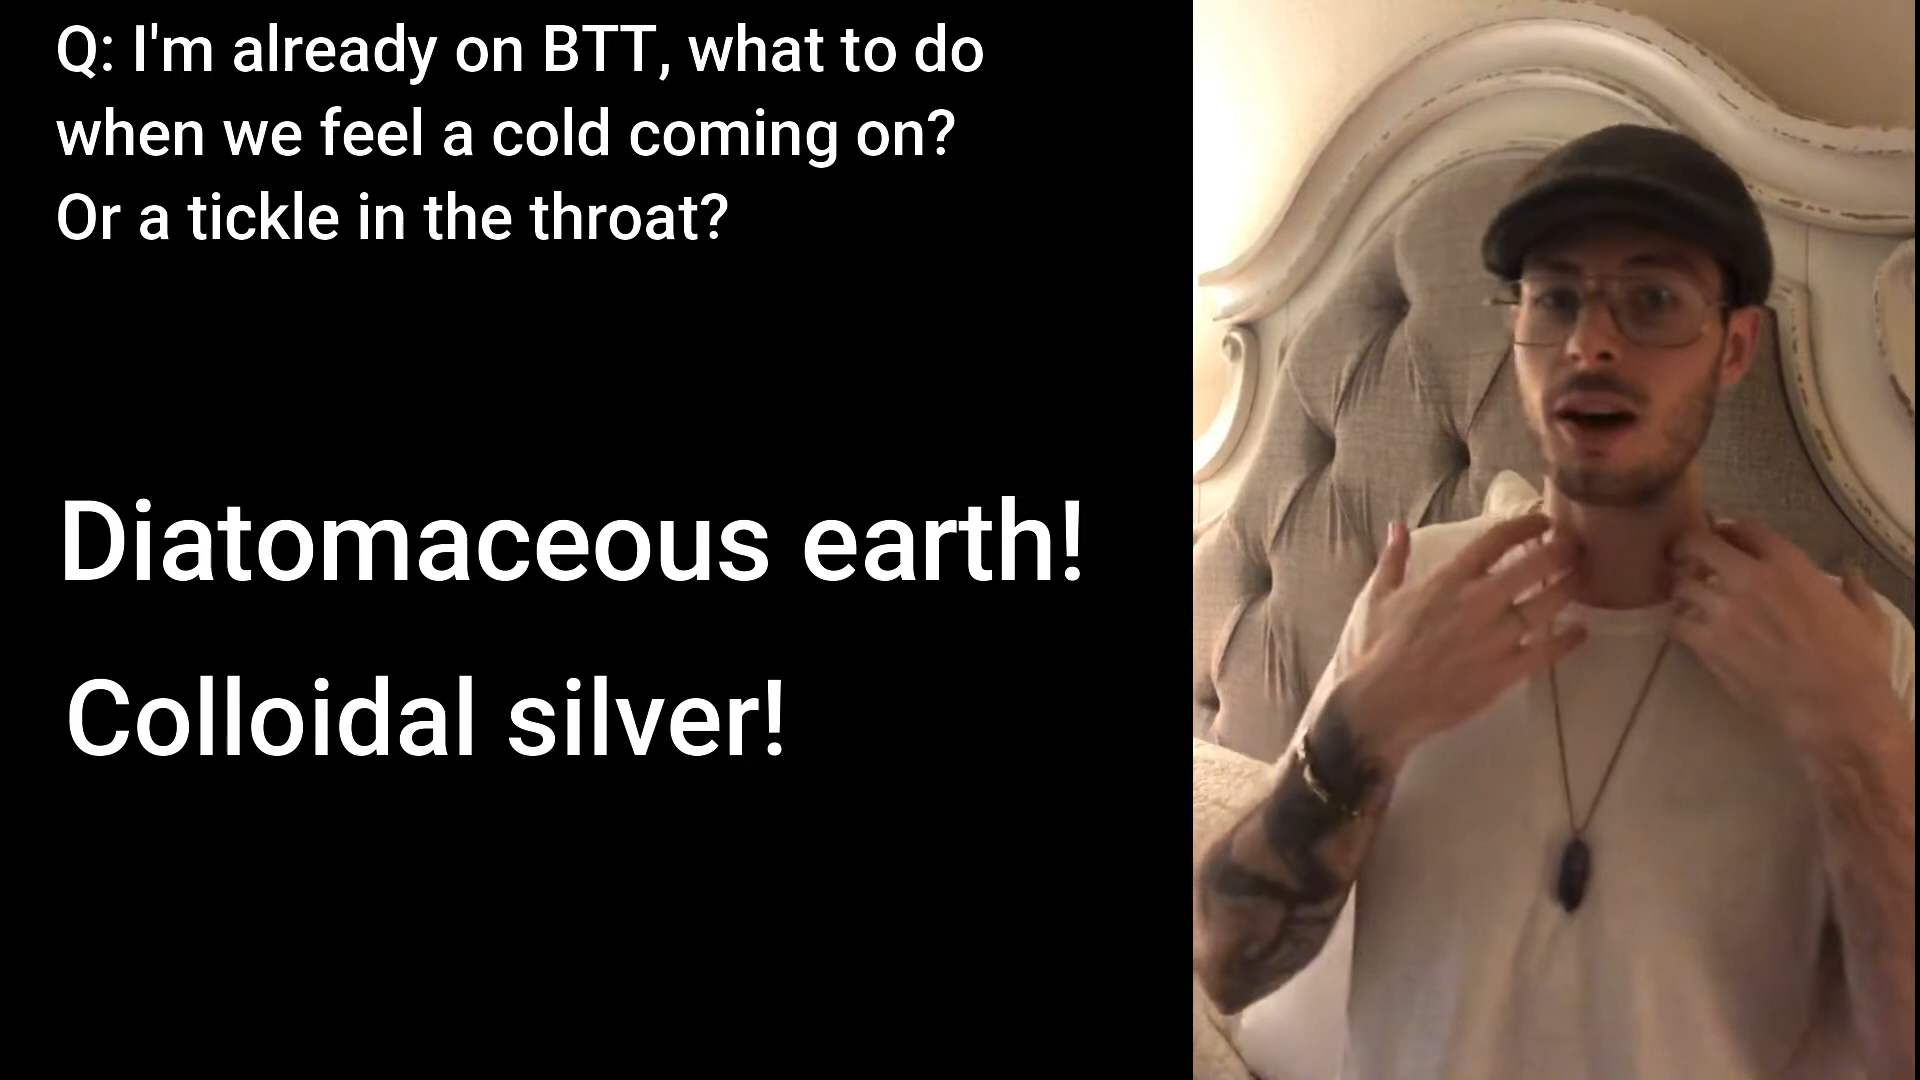 Q: I'm already on BTT, what to do
when we feel a cold coming on?
Or a tickle in the throat?
Diatomaceous earth!
Colloidal silver!